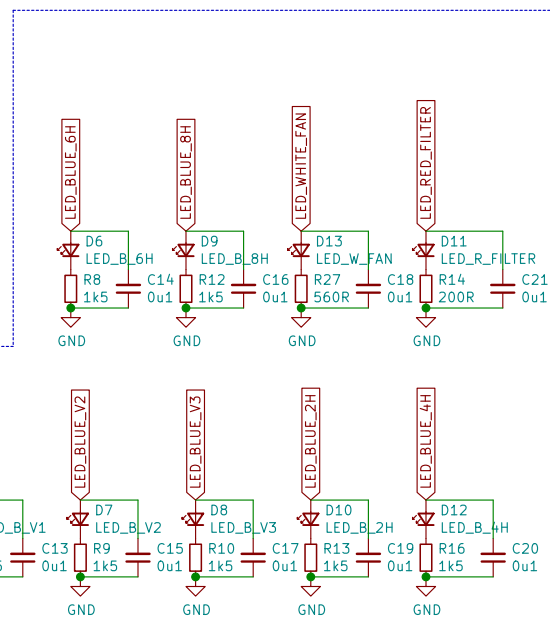 LED_BLUE_6H
LED_BLUE_8H
LED_WHITE_FAN
LED_RED_FILTER
D6
LED_B_6H
R8
1k5
C14
0u1
GND
D9
LED_B_8H
R12
1k5
C16
0u1
GND
D13
LED_W_FAN
R27
560R
C18
0u1
GND
D11
LED_R_FILTER
R14
200R
C21
0u1
GND
LED_BLUE_V2
LED_BLUE_V3
LED_BLUE_2H
LED_BLUE_4H
D_B_V1
C13
0u1
D7
LED_B_V2
R9
1k5
C15
0u1
GND
D8
LED_B_V3
R10
1k5
C17
0u1
GND
D10
LED_B_2H
R13
1k5
C19
0u1
GND
D12
LED_B_4H
R16
1k5
C20
0u1
GND